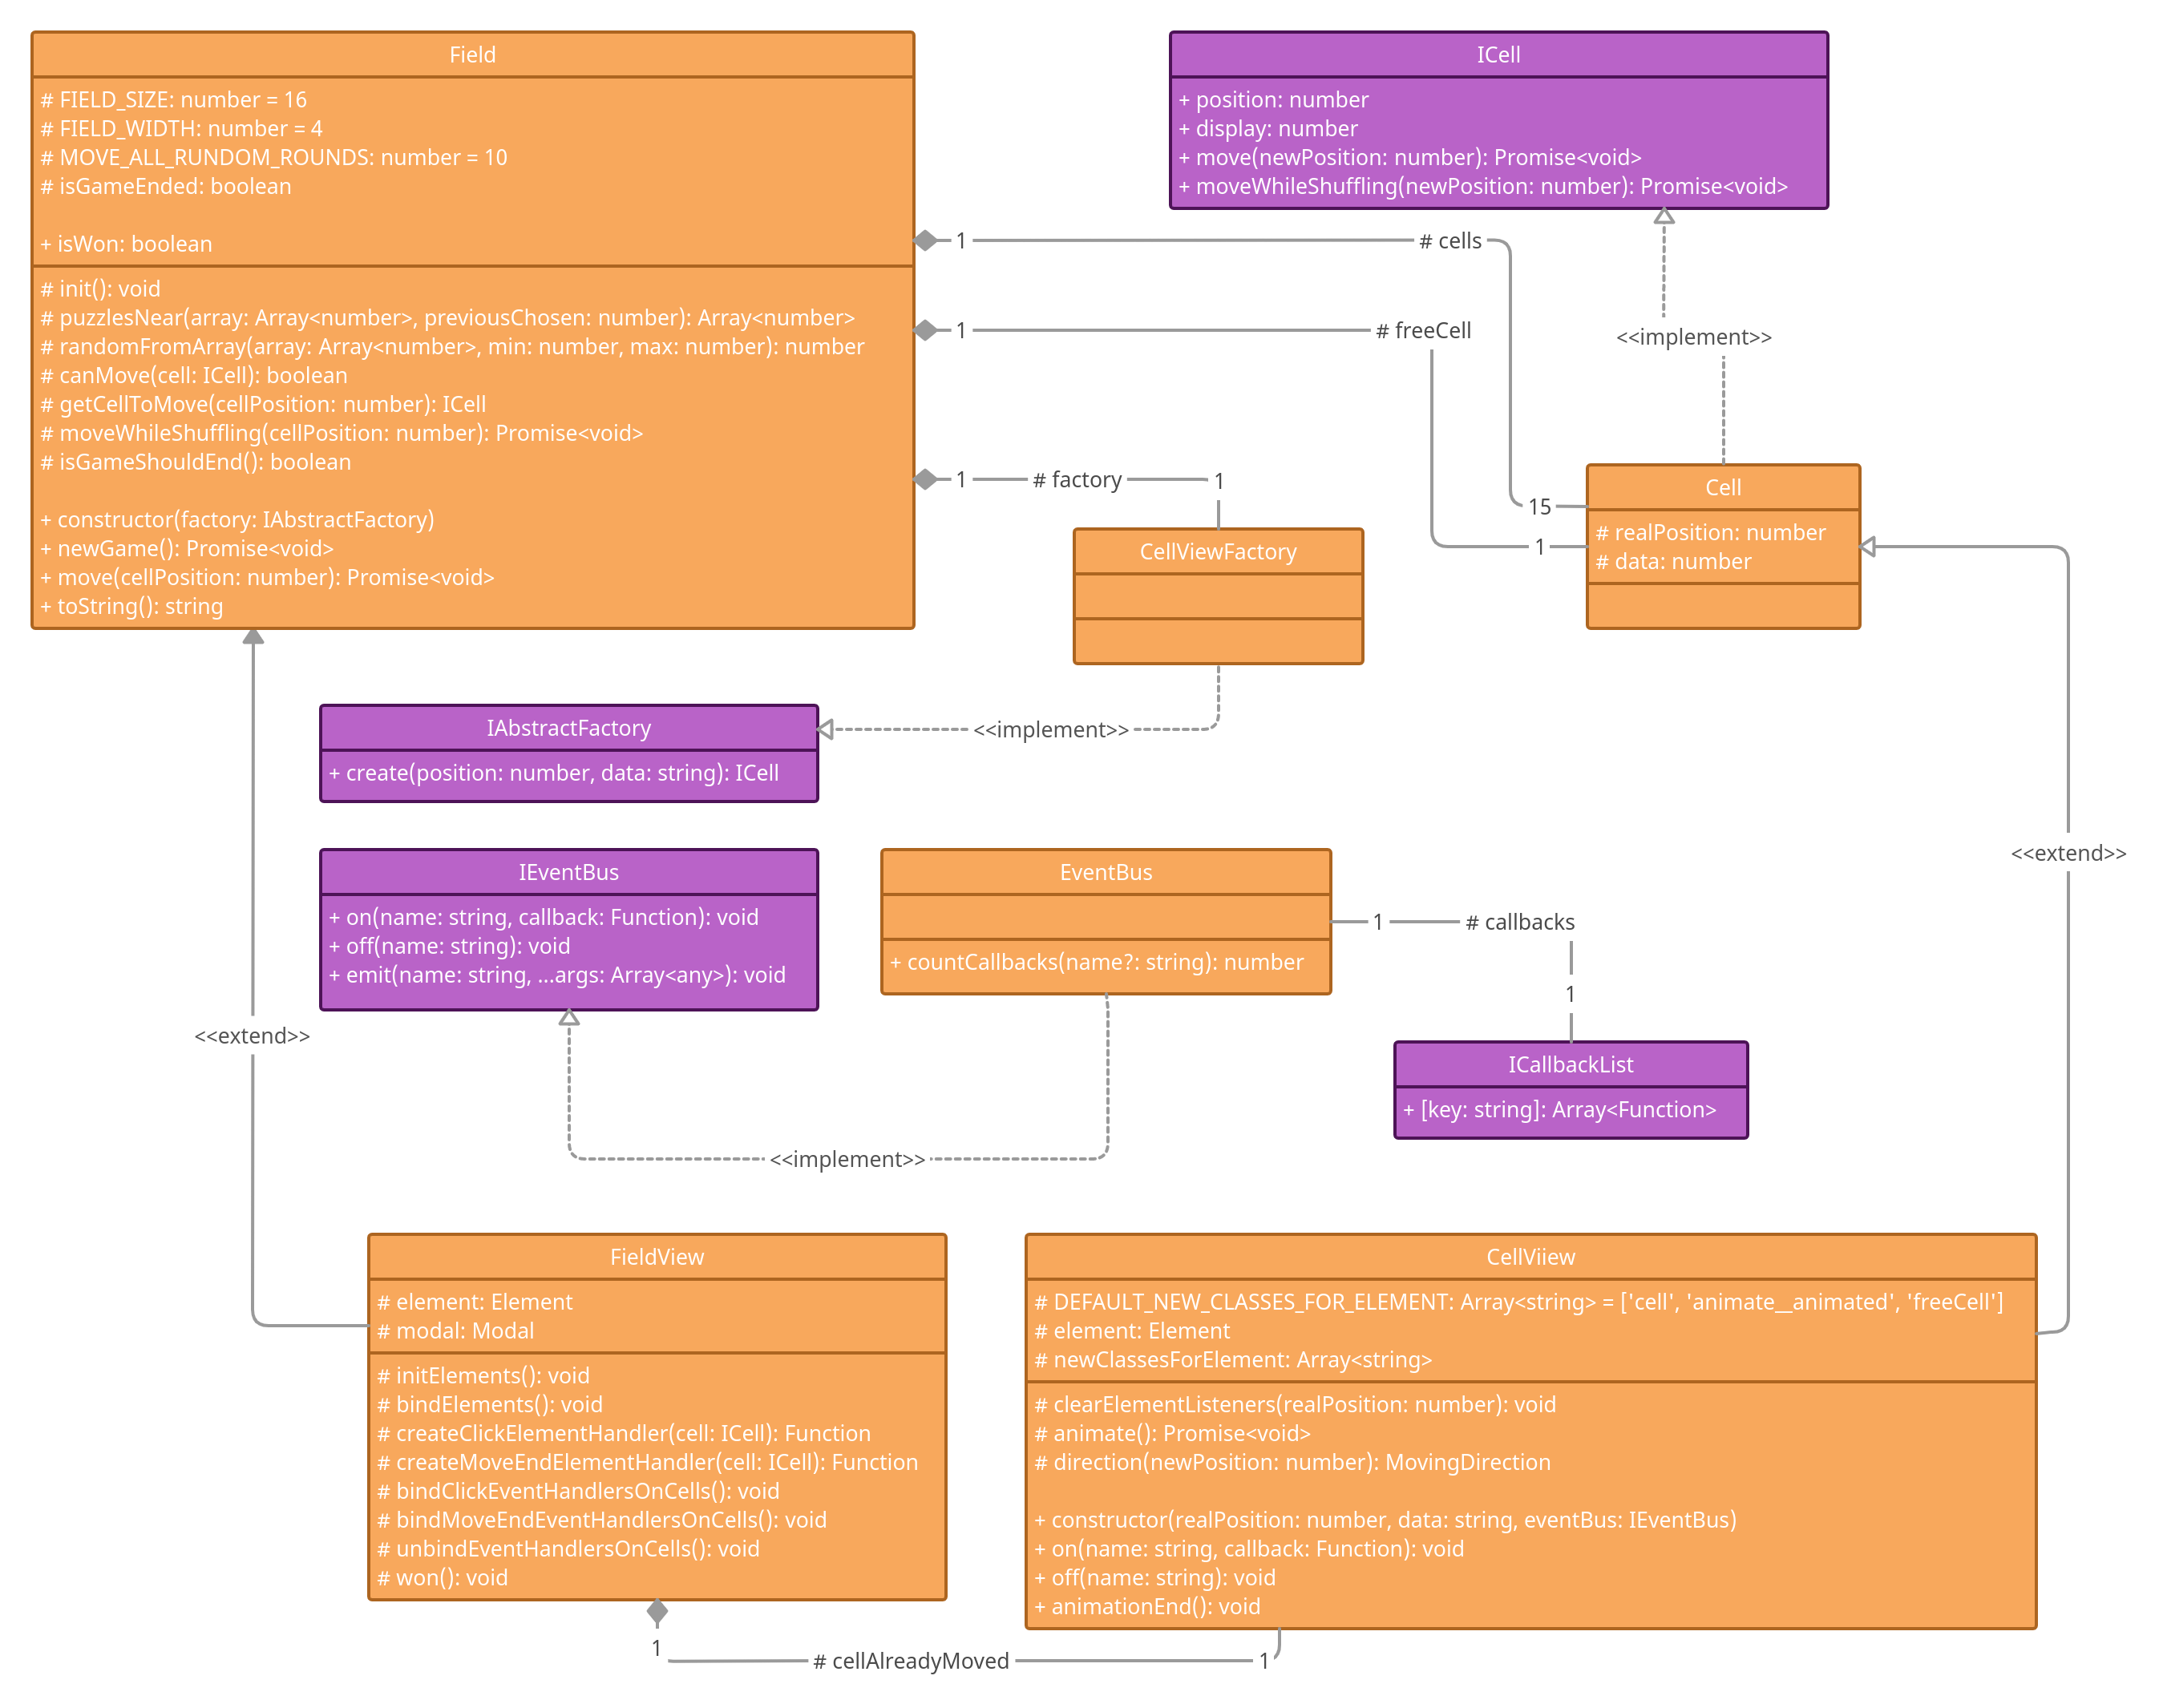 Field
# FIELD_SIZE: number = 16
# FIELD_WIDTH: number = 4
# MOVE_ALL_RUNDOM_ROUNDS: number = 10
# isGameEnded: boolean
+ isWon: boolean
# init(): void
# puzzlesNear(array: Array<number>, previousChosen: number): Array<number>
# randomFromArray(array: Array<number>, min: number, max: number): number
# canMove(cell: ICell): boolean
# getCellToMove(cellPosition: number): ICell
# moveWhileShuffling(cellPosition: number): Promise<void>
# isGameShouldEnd(): boolean
+ constructor(factory: IAbstractFactory)
+ newGame(): Promise<void>
+ move(cellPosition: number): Promise<void>
+ toString(): string
ICell
+ position: number
+ display: number
+ move(newPosition: number): Promise<void>
+ moveWhileShuffling(newPosition: number): Promise<void>
1
# cells
15
1
# freeCell
1
1
# factory
1
<<implement>>
Cell
# realPosition: number
# data: number
CellViewFactory
<<implement>>
IAbstractFactory
+ create(position: number, data: string): ICell
IEventBus
+ on(name: string, callback: Function): void
+ off(name: string): void
+ emit(name: string, ...args: Array<any>): void
EventBus
+ countCallbacks(name?: string): number
1
# callbacks
1
ICallbackList
+ [key: string]: Array<Function>
<<extend>>
<<extend>>
<<implement>>
FieldView
# element: Element
# modal: Modal
# initElements(): void
# bindElements(): void
# createClickElementHandler(cell: ICell): Function
# createMoveEndElementHandler(cell: ICell): Function
# bindClickEventHandlersOnCells(): void
# bindMoveEndEventHandlersOnCells(): void
# unbindEventHandlersOnCells(): void
# won(): void
CellViiew
# DEFAULT_NEW_CLASSES_FOR_ELEMENT: Array<string> = ['cell', 'animate__animated', 'freeCell']
# element: Element
# newClassesForElement: Array<string>
# clearElementListeners(realPosition: number): void
# animate(): Promise<void>
# direction(newPosition: number): MovingDirection
+ constructor(realPosition: number, data: string, eventBus: IEventBus)
+ on(name: string, callback: Function): void
+ off(name: string): void
+ animationEnd(): void
1
# cellAlreadyMoved
1